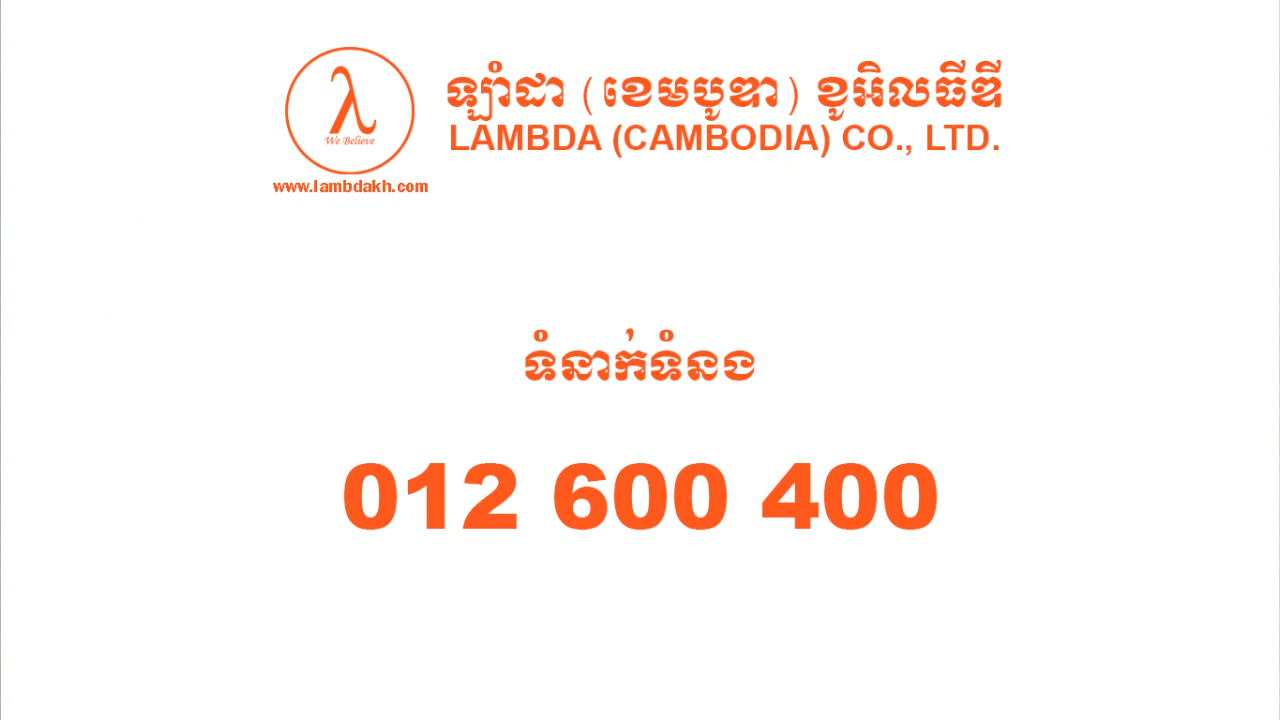 ឡាំដា (ខេមបូឌា) ខូអិលធីឌី
LAMBDA (CAMBODIA) CO., LTD.
λ
We Believe
www.lambdakh.com
ទំនាក់ទំនង
012 600 400